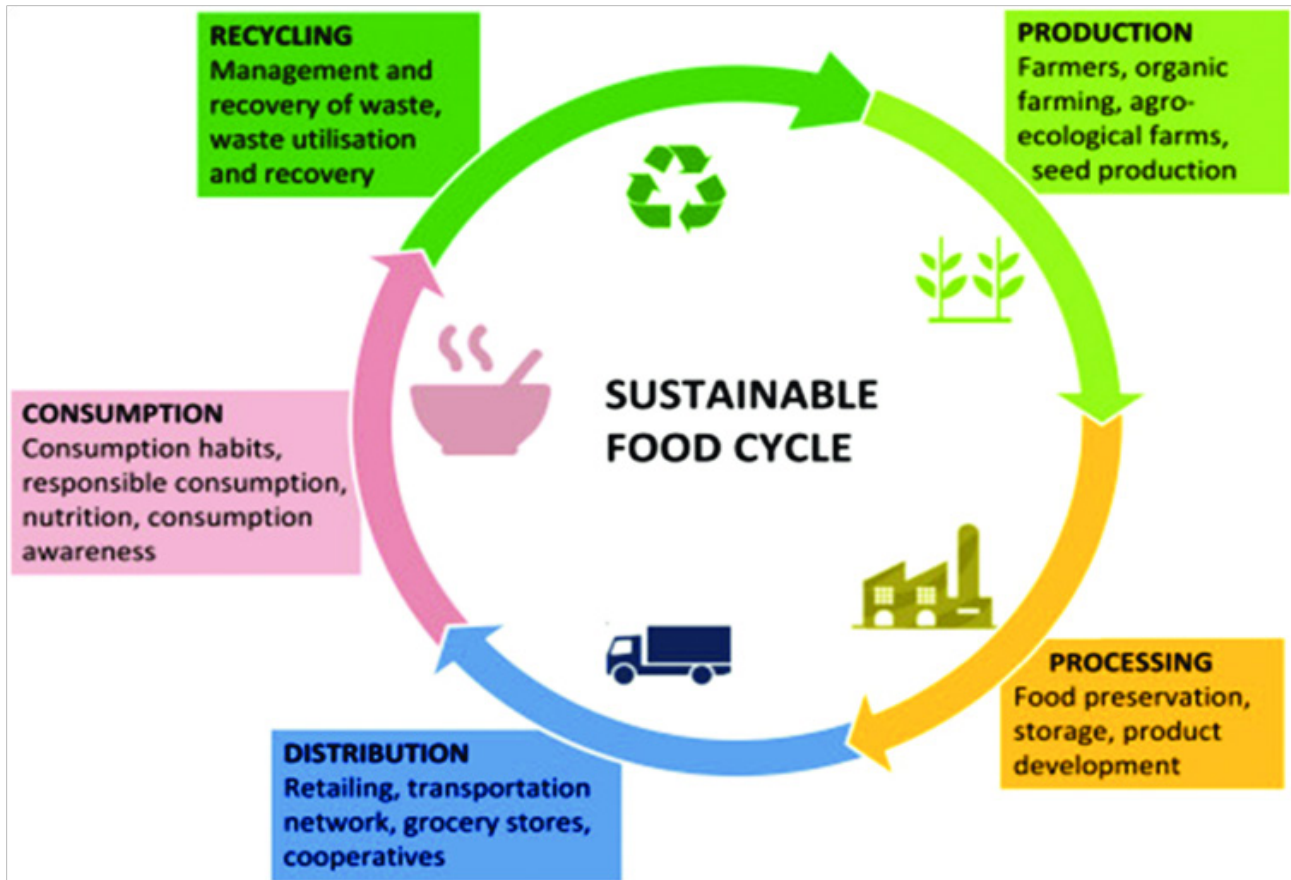 RECYCLING
Management and
recovery of waste,
waste utilisation
and recovery
PRODUCTION
Farmers, organic
farming, agro-
ecological farms,
seed production
SUSTAINABLE
FOOD CYCLE
CONSUMPTION
Consumption habits,
responsible consumption,
nutrition, consumption
awareness
PROCESSING
Food preservation,
storage, product
development
DISTRIBUTION
Retailing, transportation
network, grocery stores,
cooperatives